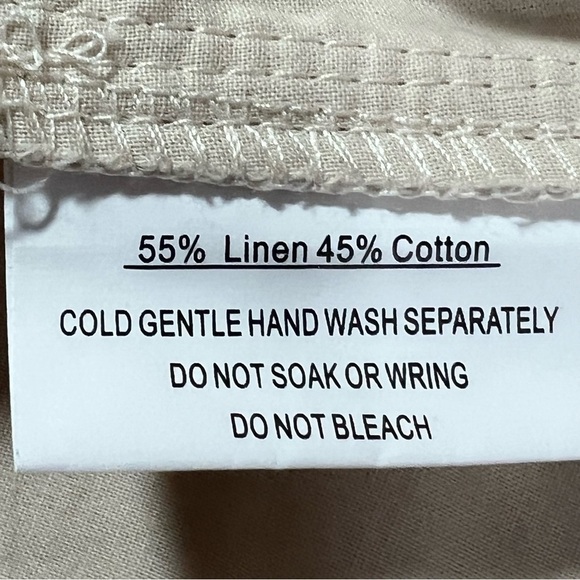 55% Linen 45% Cotton
COLD GENTLE HAND WASH SEPARATELY
DO NOT SOAK OR WRING
DO NOT BLEACH